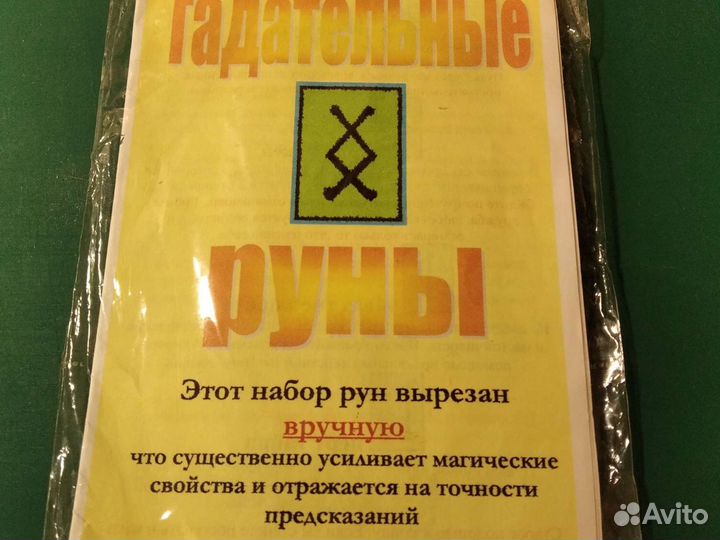 Гадательные
руны
Этот набор рун вырезан
вручную
что существенно усиливает магические
свойства и отражается на точности
предсказаний
Avito